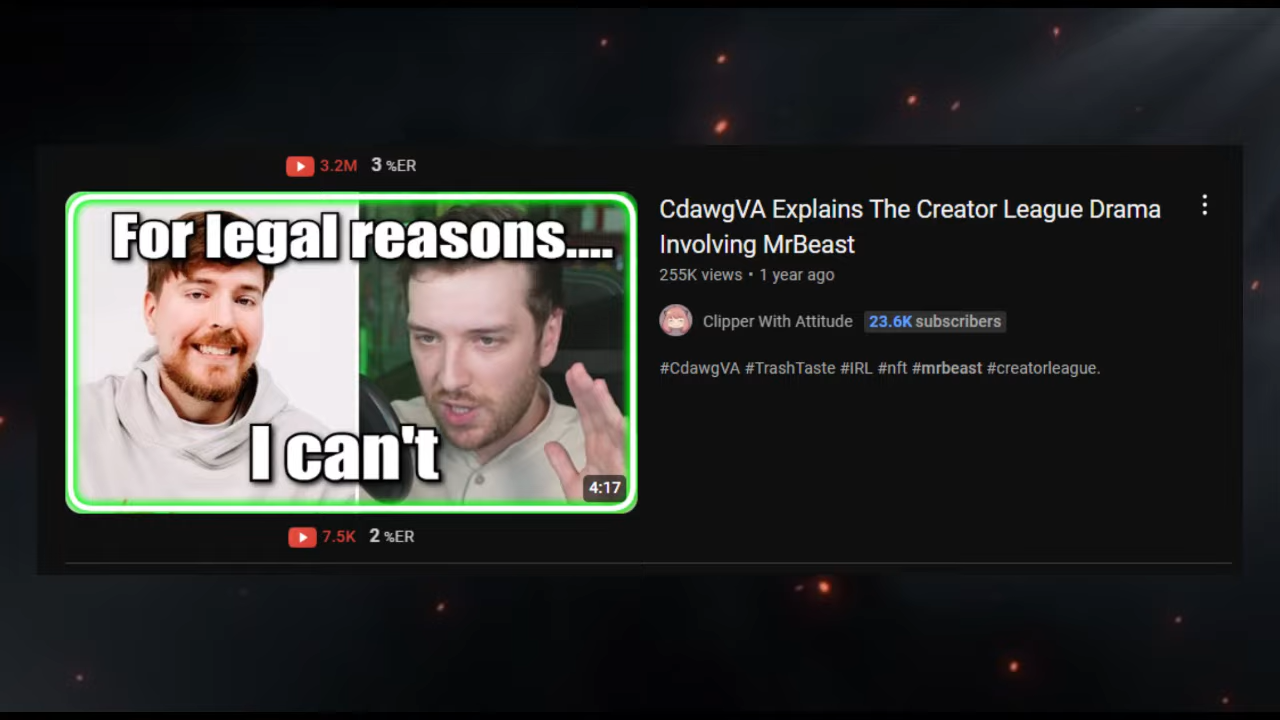 3.2M 3 %ER
For legal reasons....
I can't
4:17
7.5K 2 %ER
CdawgVA Explains The Creator League Drama
Involving MrBeast
255K views • 1 year ago
Clipper With Attitude 23.6K subscribers
#CdawgVA #TrashTaste #IRL #nft #mrbeast #creatorleague.